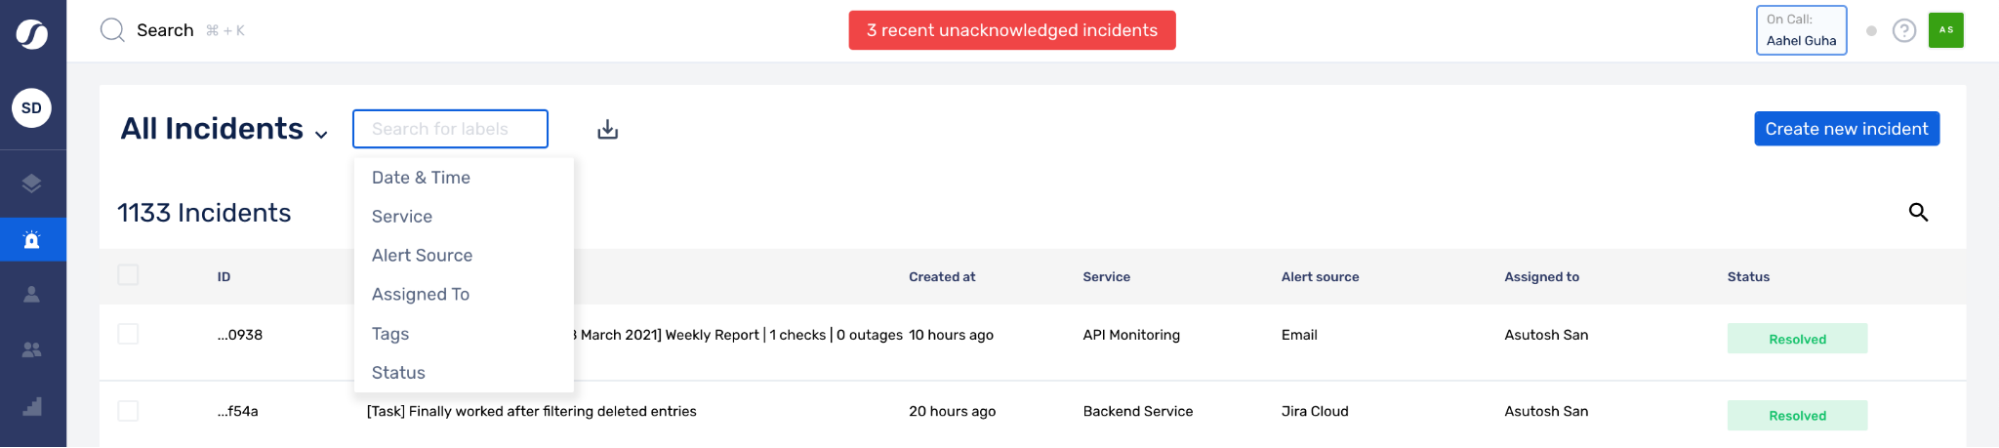 Search ⌘ + K
3 recent unacknowledged incidents
On Call:
Aahel Guha
AS
SD
All Incidents
Search for labels
Create new incident
Date & Time
Service
Alert Source
Assigned To
Tags
Status
1133 Incidents
ID Created at Service Alert source Assigned to Status
...0938 March 2021] Weekly Report | 1 checks | 0 outages 10 hours ago API Monitoring Email Asutosh San Resolved
...f54a [Task] Finally worked after filtering deleted entries 20 hours ago Backend Service Jira Cloud Asutosh San Resolved